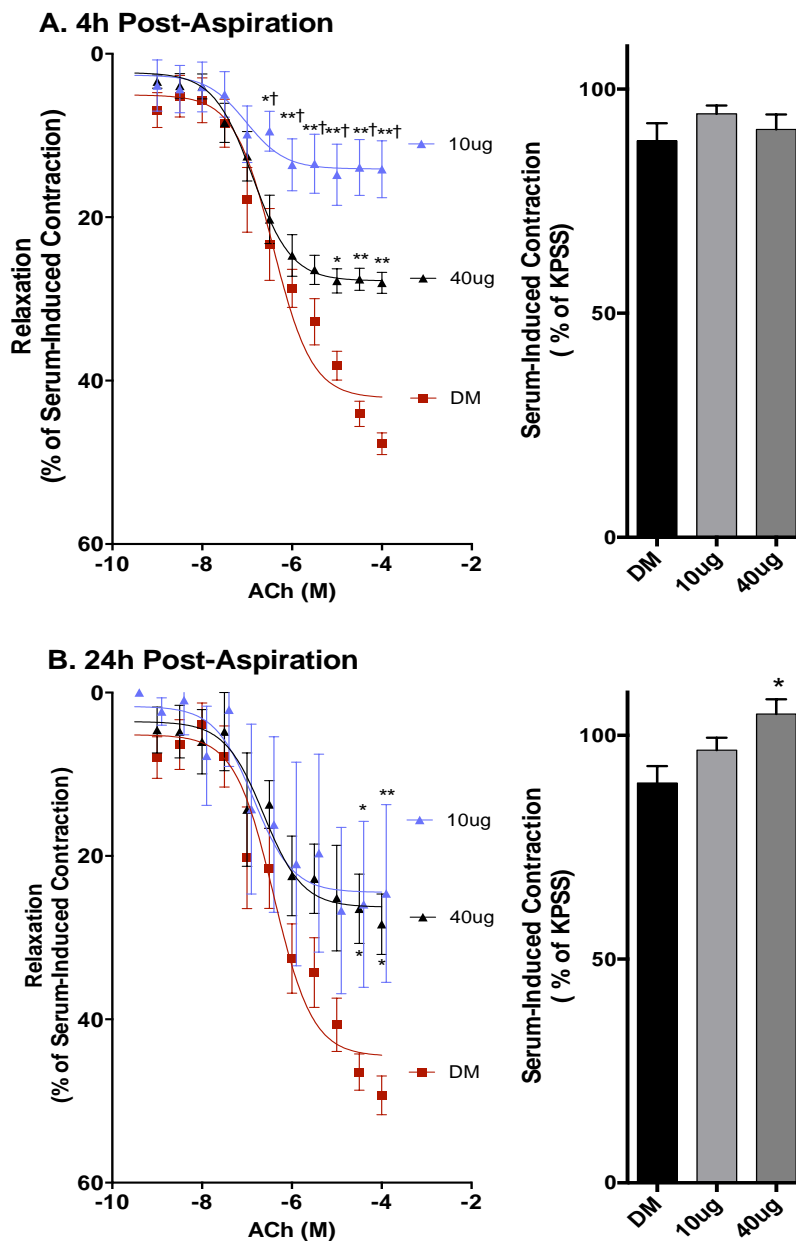 A. 4h Post-Aspiration
0
20
40
60
Relaxation
(% of Serum-Induced Contraction)
*† **† **† **† **† **†
10ug
40ug
* ** **
DM
-10 -8 -6 -4 -2
ACh (M)
100
50
0
Serum-Induced Contraction
( % of KPSS)
DM 10ug 40ug
B. 24h Post-Aspiration
0
20
40
60
Relaxation
(% of Serum-Induced Contraction)
* **
10ug
40ug
* *
DM
-10 -8 -6 -4 -2
ACh (M)
*
100
50
0
Serum-Induced Contraction
( % of KPSS)
DM 10ug 40ug